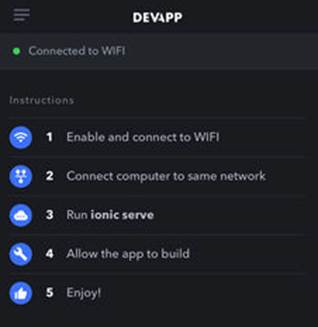 DEVAPP
Connected to WIFI
Instructions
1 Enable and connect to WIFI
2 Connect computer to same network
3 Run ionic serve
4 Allow the app to build
5 Enjoy!